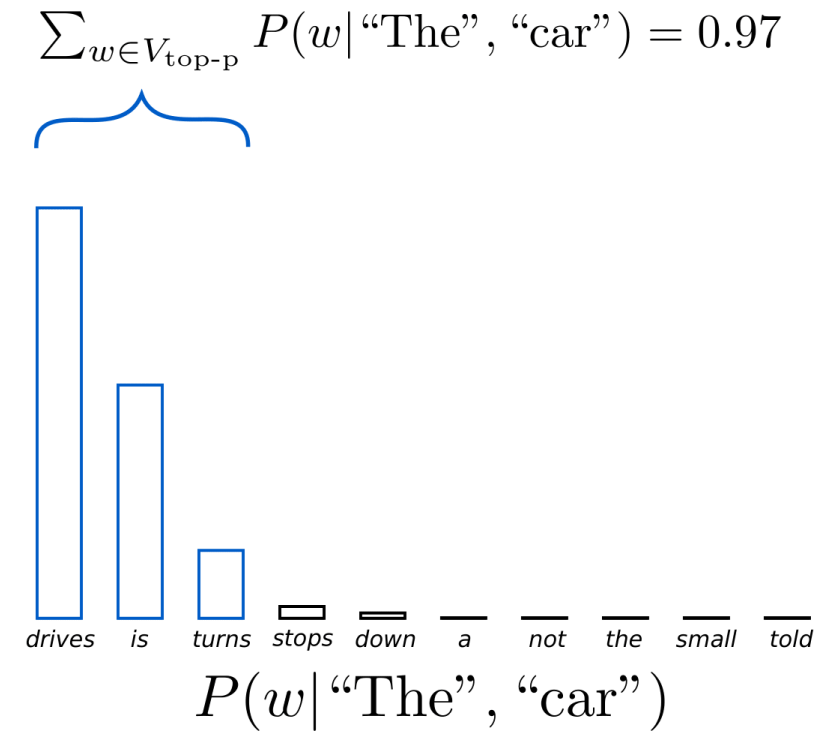 ∑w∈Vtop-p P(w|“The”, “car”) = 0.97
drives is turns stops down a not the small told
P(w|“The”, “car”)